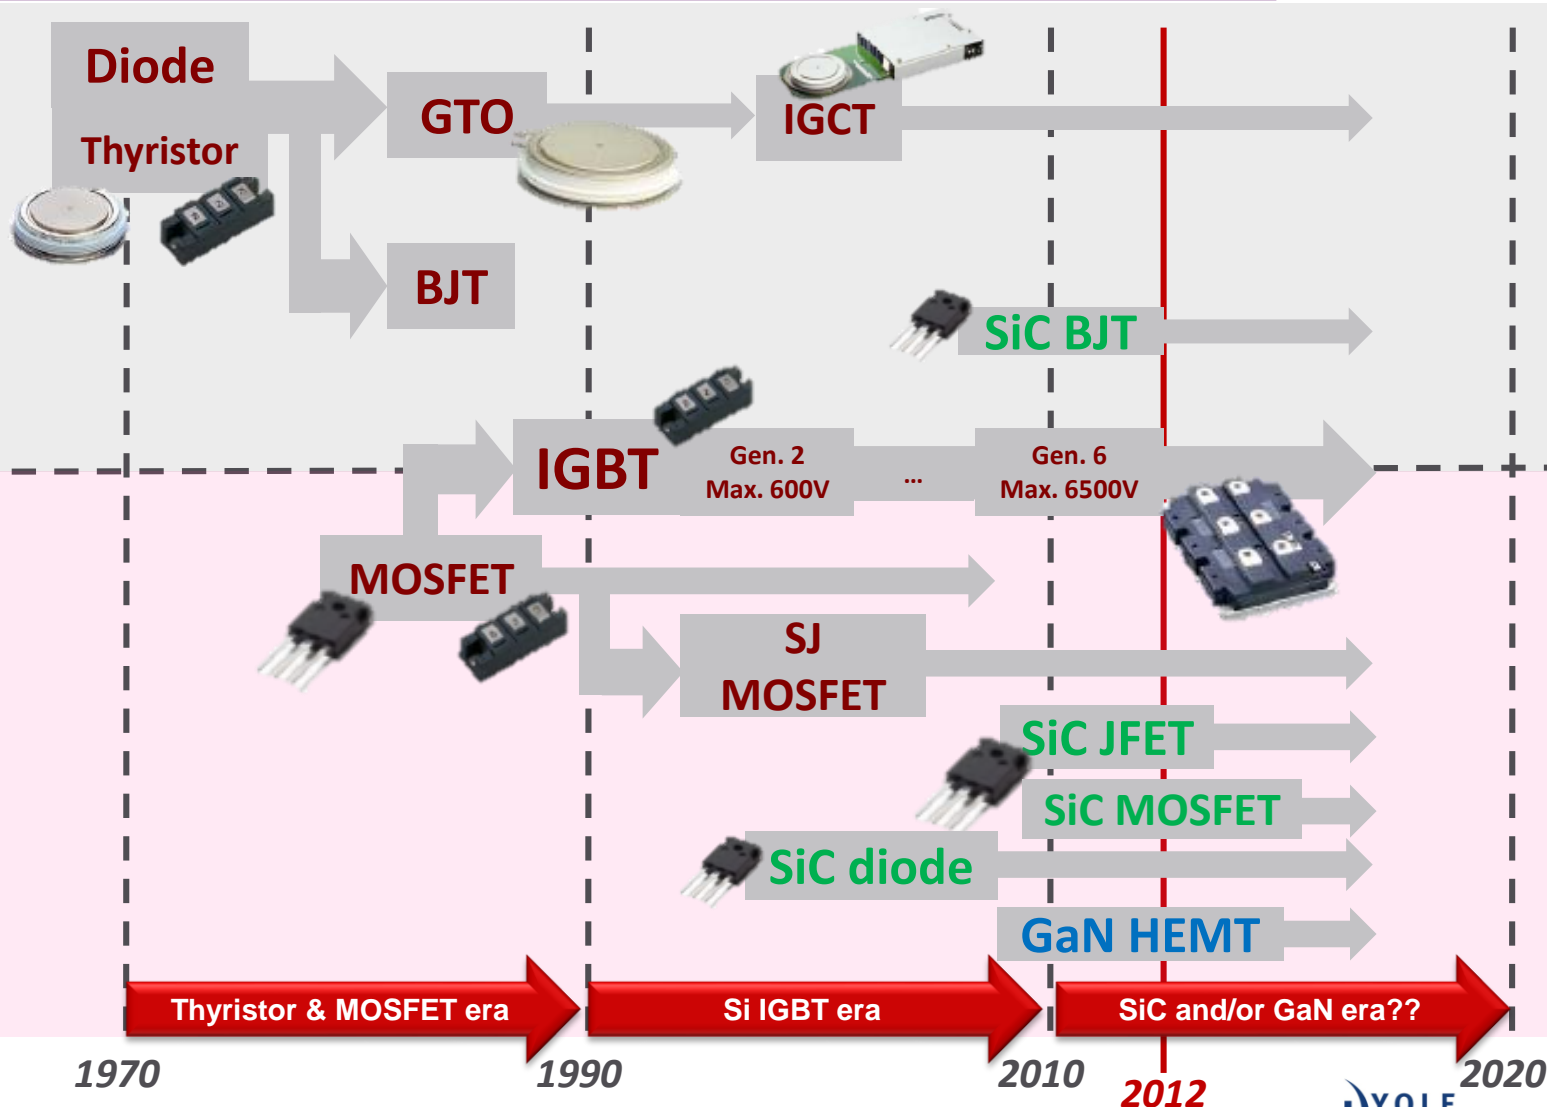 Diode
Thyristor
GTO
IGCT
BJT
SiC BJT
IGBT
Gen. 2
Max. 600V
...
Gen. 6
Max. 6500V
MOSFET
SJ
MOSFET
SiC JFET
SiC MOSFET
SiC diode
GaN HEMT
Thyristor & MOSFET era
Si IGBT era
SiC and/or GaN era??
1970
1990
2010
2012
2020
YOLE